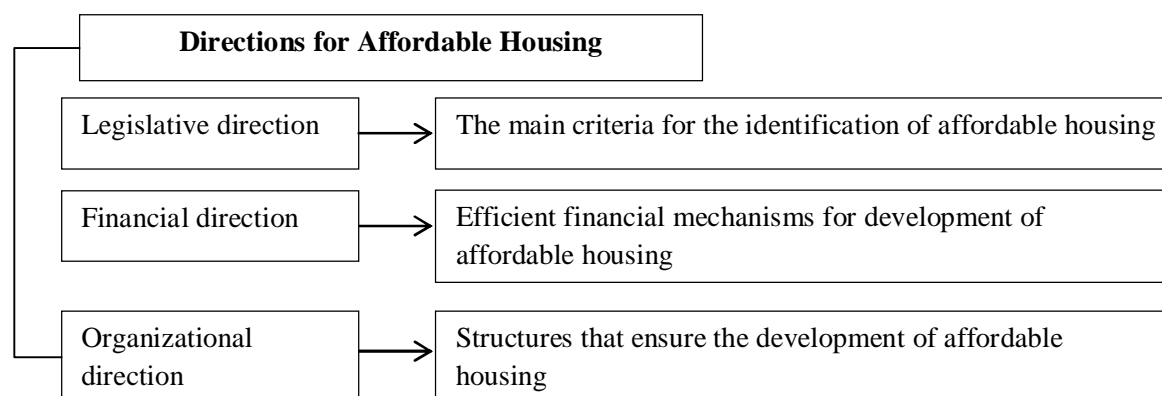 Directions for Affordable Housing
Legislative direction
The main criteria for the identification of affordable housing
Financial direction
Efficient financial mechanisms for development of
affordable housing
Organizational
direction
Structures that ensure the development of affordable
housing